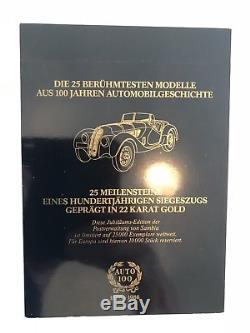 DIE 25 BERÜHMTESTEN MODELLE
AUS 100 JAHREN AUTOMOBILGESCHICHTE
25 MEILENSTEINE
EINES HUNDERTJÄHRIGEN SIEGESZUGS
GEPRÄGT IN 22 KARAT GOLD
Diese Jubiläums-Edition der
Postverwaltung von Sambia
ist limitiert auf 25000 Exemplare weltweit.
Für Europa sind hiervon 10000 Stück reserviert.
AUTO
100